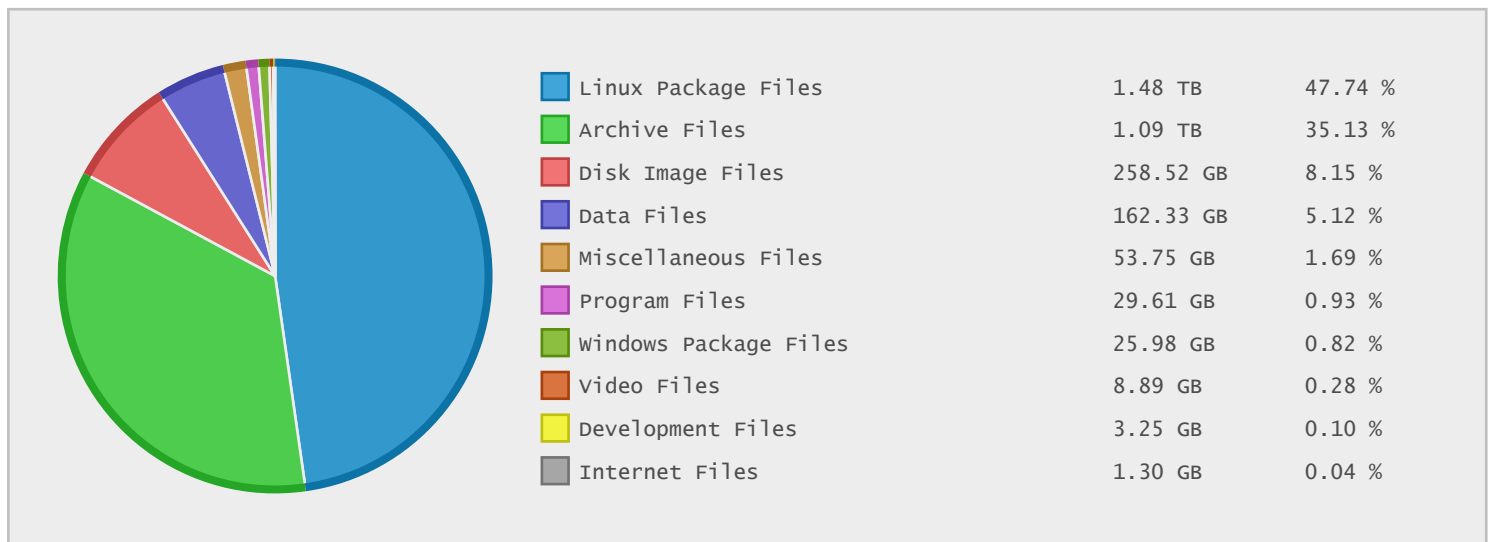 Linux Package Files 1.48 TB 47.74 %
Archive Files 1.09 TB 35.13 %
Disk Image Files 258.52 GB 8.15 %
Data Files 162.33 GB 5.12 %
Miscellaneous Files 53.75 GB 1.69 %
Program Files 29.61 GB 0.93 %
Windows Package Files 25.98 GB 0.82 %
Video Files 8.89 GB 0.28 %
Development Files 3.25 GB 0.10 %
Internet Files 1.30 GB 0.04 %